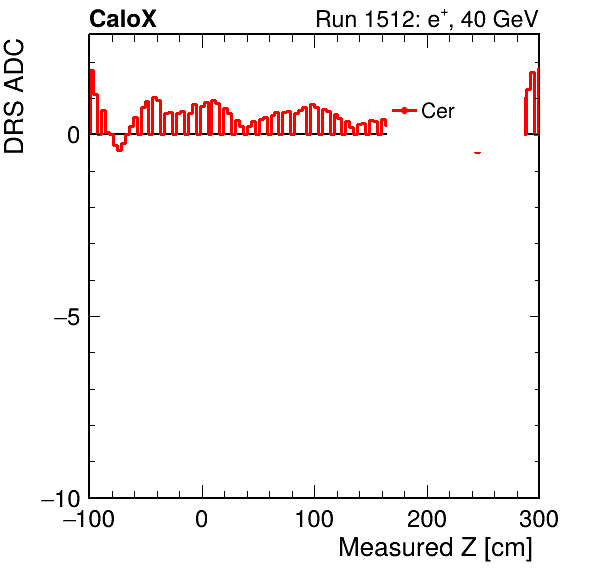 CaloX Run 1512: e⁺, 40 GeV
DRS ADC
Cer
0
−5
−10
−100 0 100 200 300
Measured Z [cm]